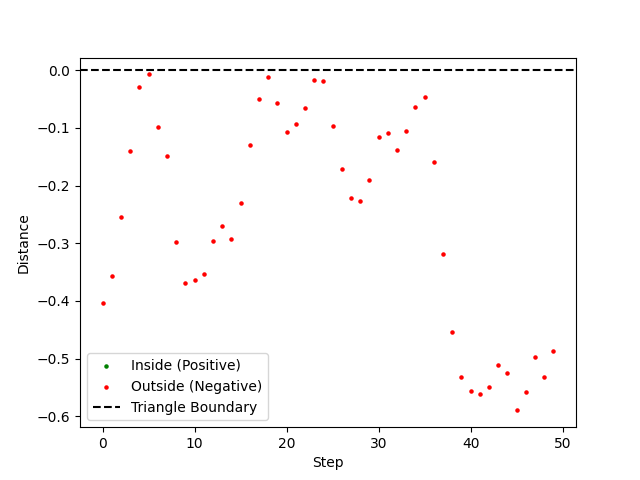 0.0
−0.1
−0.2
−0.3
−0.4
−0.5
−0.6
Distance
Inside (Positive)
Outside (Negative)
Triangle Boundary
0 10 20 30 40 50
Step